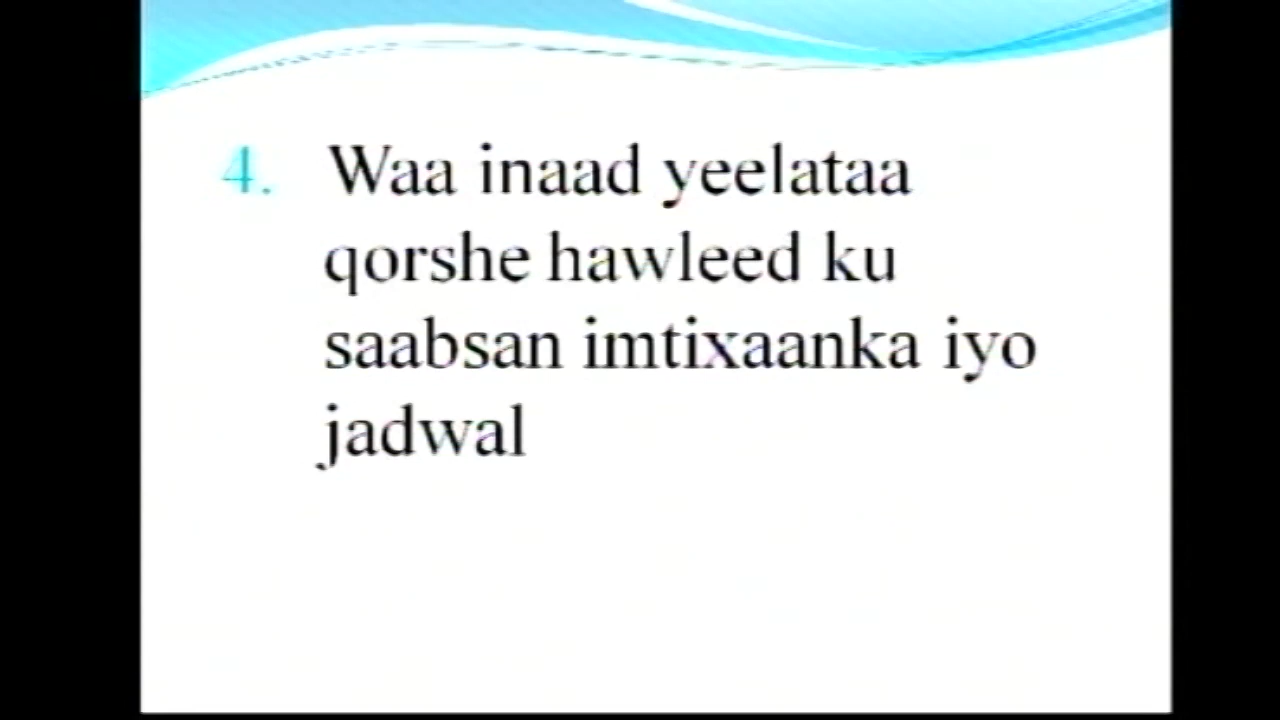 4. Waa inaad yeelataa
qorshe hawleed ku
saabsan imtixaanka iyo
jadwal